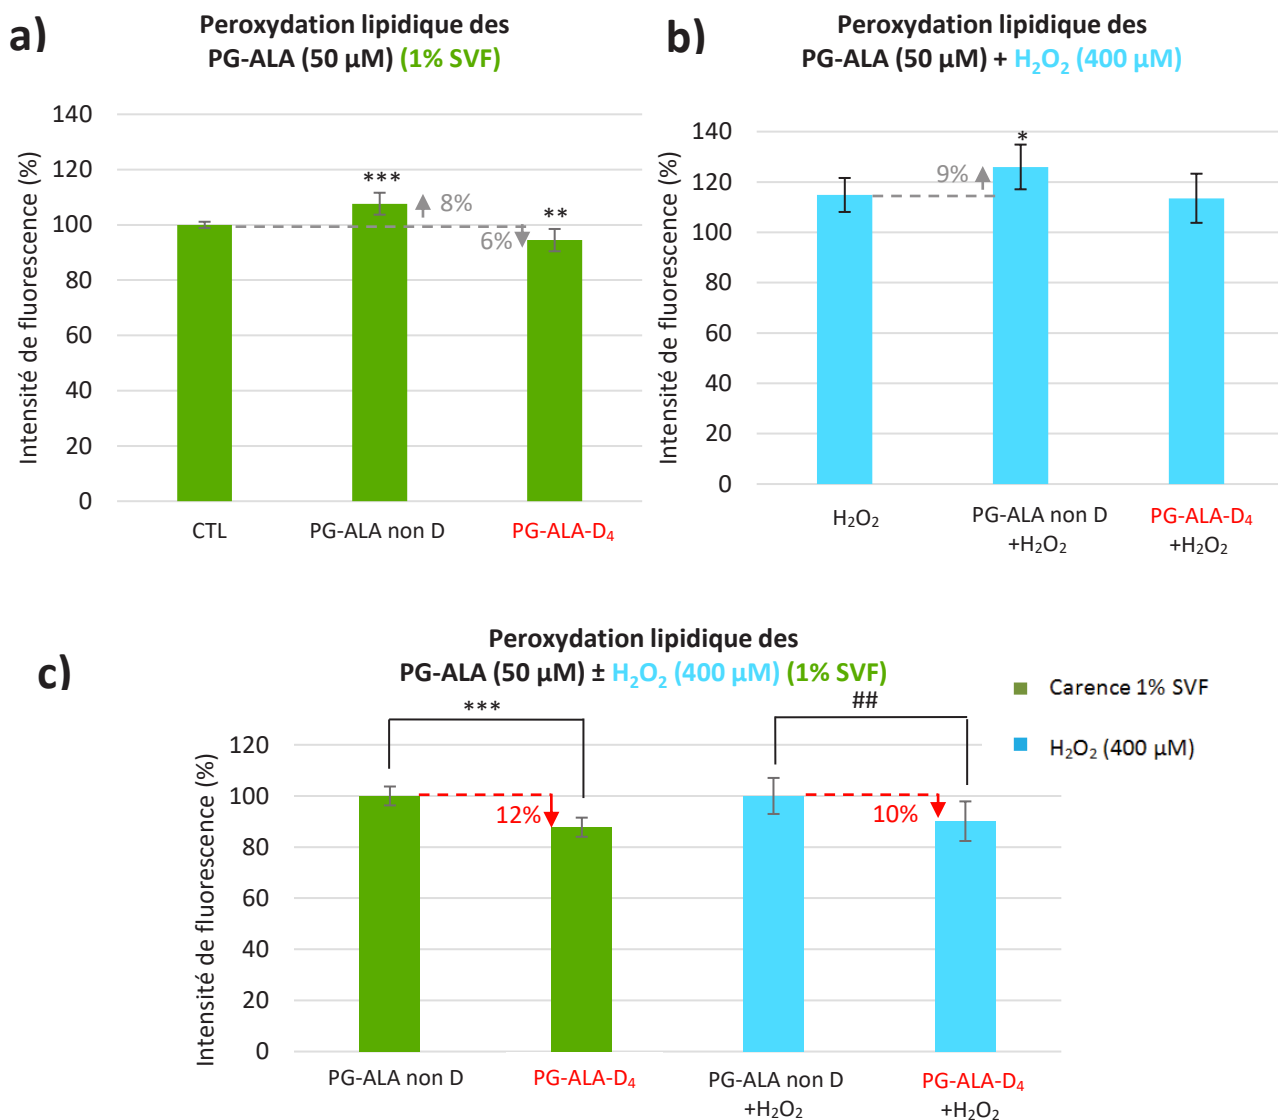 a)
Peroxydation lipidique des
PG-ALA (50 µM) (1% SVF)
Intensité de fluorescence (%)
140
120
100
80
60
40
20
0
***
8%
**
6%
CTL
PG-ALA non D
PG-ALA-D₄
b)
Peroxydation lipidique des
PG-ALA (50 µM) + H₂O₂ (400 µM)
Intensité de fluorescence (%)
140
120
100
80
60
40
20
0
*
9%
H₂O₂
PG-ALA non D
+H₂O₂
PG-ALA-D₄
+H₂O₂
c)
Peroxydation lipidique des
PG-ALA (50 µM) ± H₂O₂ (400 µM) (1% SVF)
Intensité de fluorescence (%)
120
100
80
60
40
20
0
***
12%
##
10%
PG-ALA non D
PG-ALA-D₄
PG-ALA non D
+H₂O₂
PG-ALA-D₄
+H₂O₂
Carence 1% SVF
H₂O₂ (400 µM)